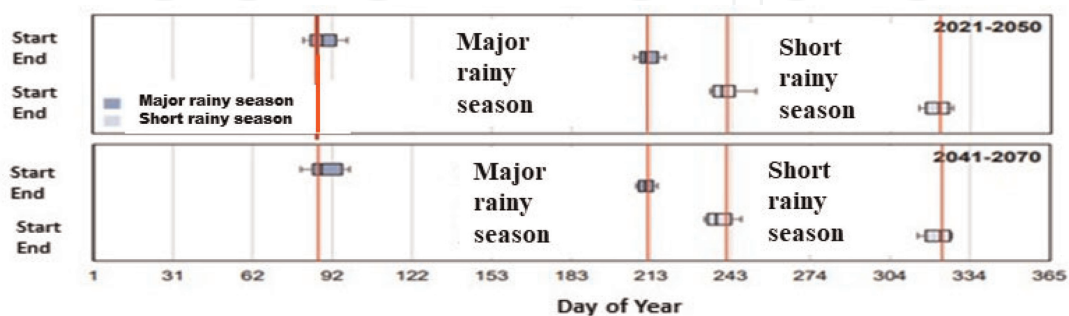 2021-2050
Start
End
Start
End
Major
rainy
season
Short
rainy
season
Major rainy season
Short rainy season
2041-2070
Start
End
Start
End
Major
rainy
season
Short
rainy
season
1 31 62 92 122 153 183 213 243 274 304 334 365
Day of Year